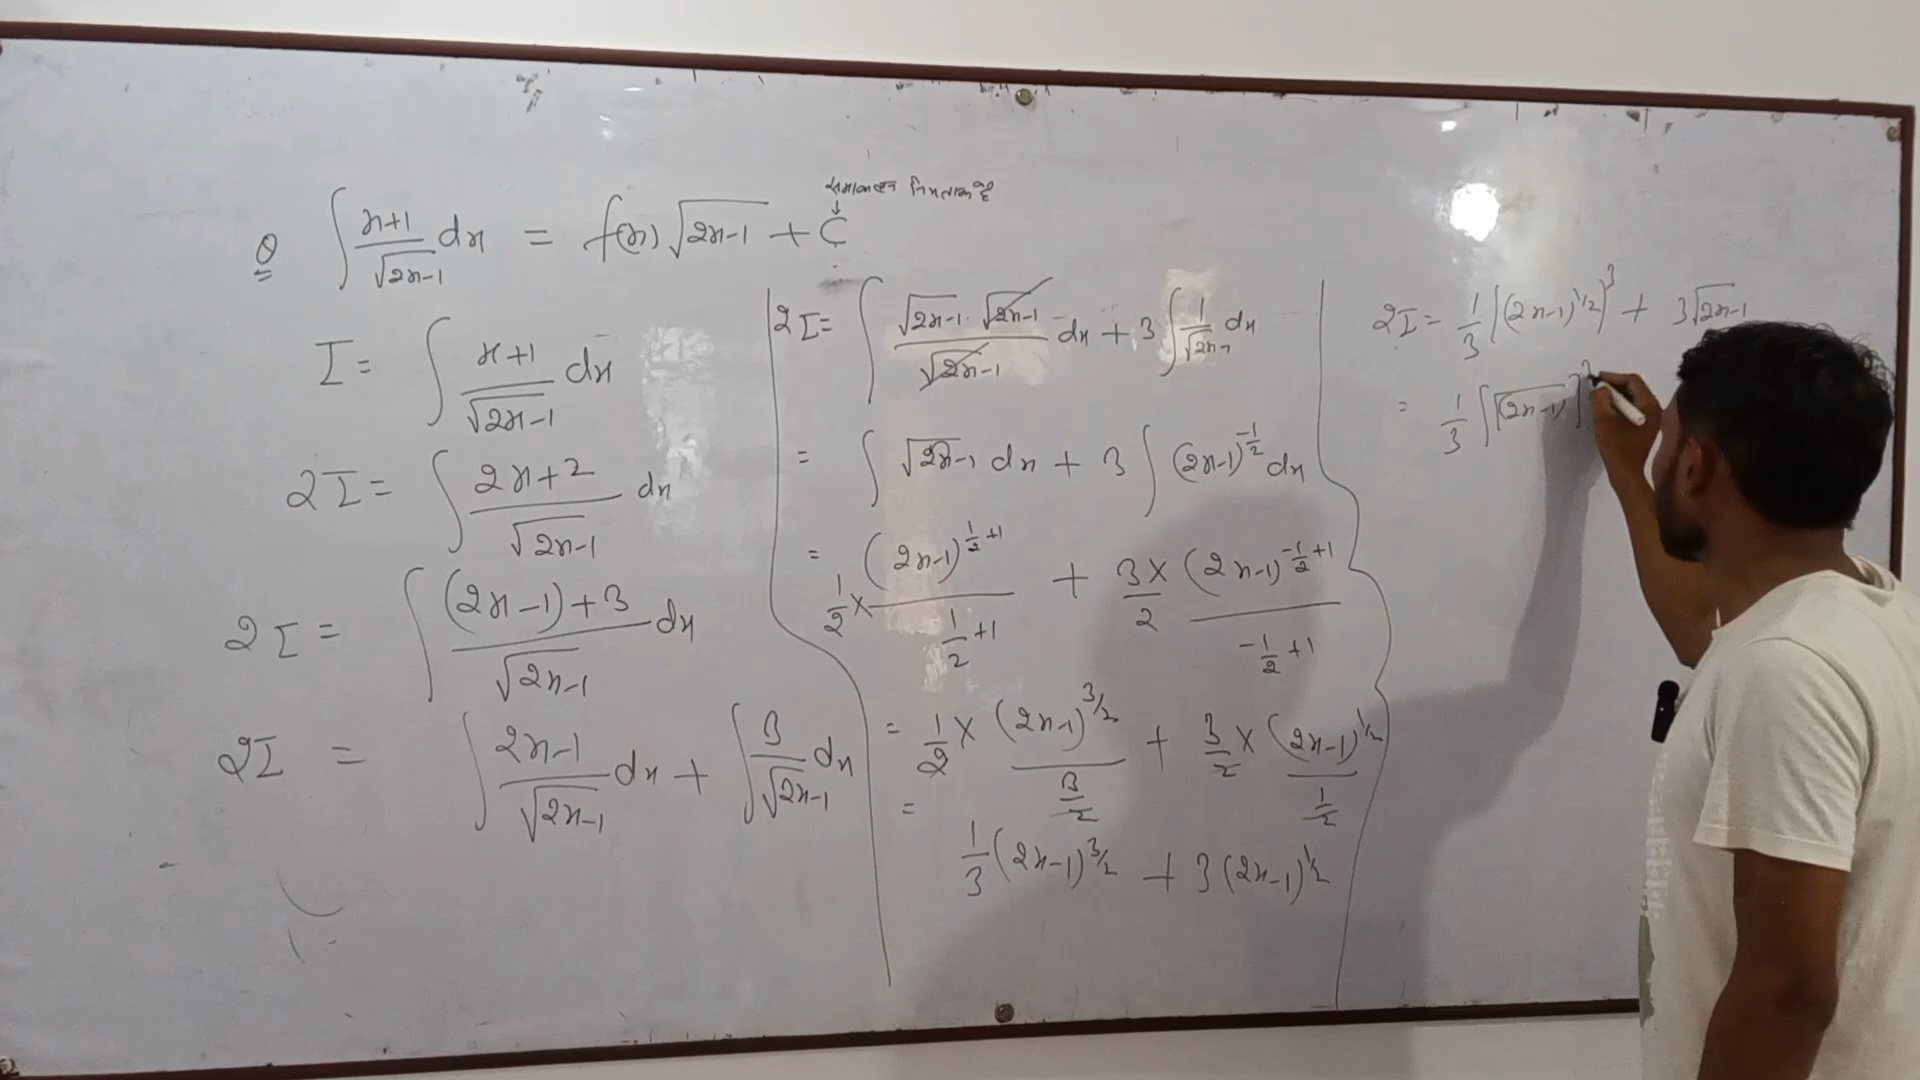 समाकलन नियतांक है
↓
Q ∫ x+1/√2x-1 dx = f(x) √2x-1 + C
I = ∫ x+1/√2x-1 dx
2I = ∫ 2x+2/√2x-1 dx
2I = ∫ (2x-1)+3/√2x-1 dx
2I = ∫ 2x-1/√2x-1 dx + ∫ 3/√2x-1 dx
2I = ∫ √2x-1 · √2x-1/√2x-1 dx + 3 ∫ 1/√2x-1 dx
= ∫ √2x-1 dx + 3 ∫ (2x-1)^-1/2 dx
= 1/2 × (2x-1)^1/2+1 / 1/2+1 + 3/2 × (2x-1)^-1/2+1 / -1/2+1
= 1/2 × (2x-1)^3/2 / 3/2 + 3/2 × (2x-1)^1/2 / 1/2
= 1/3 (2x-1)^3/2 + 3 (2x-1)^1/2
2I = 1/3 [(2x-1)^1/2]^3 + 3√2x-1
= 1/3 [√(2x-1)]